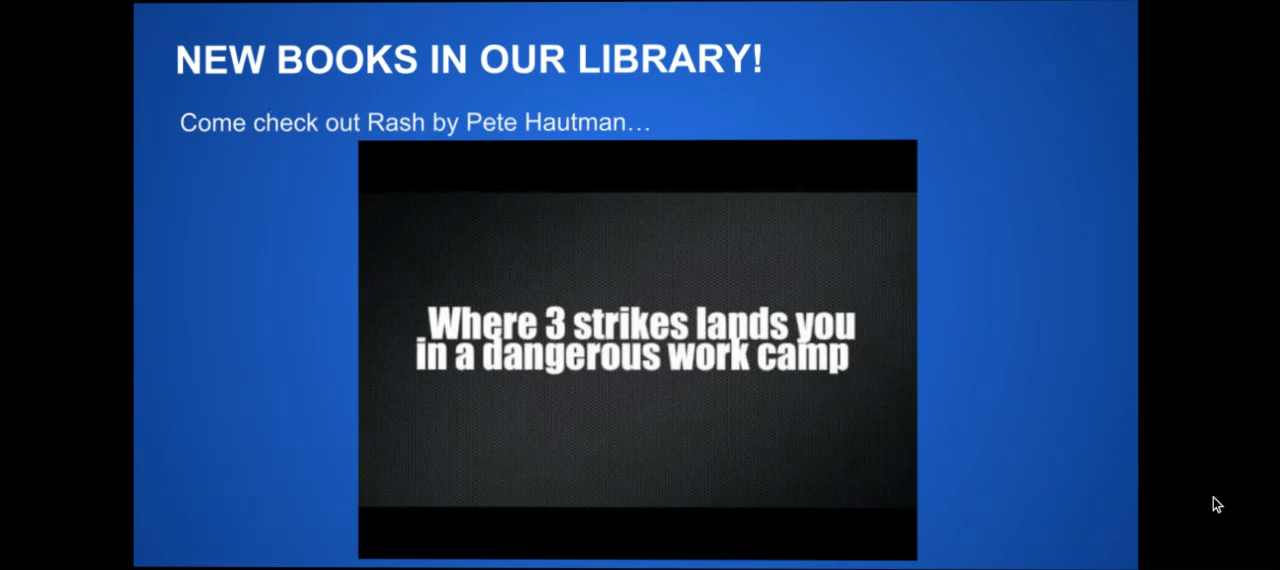 NEW BOOKS IN OUR LIBRARY!
Come check out Rash by Pete Hautman…
Where 3 strikes lands you
in a dangerous work camp